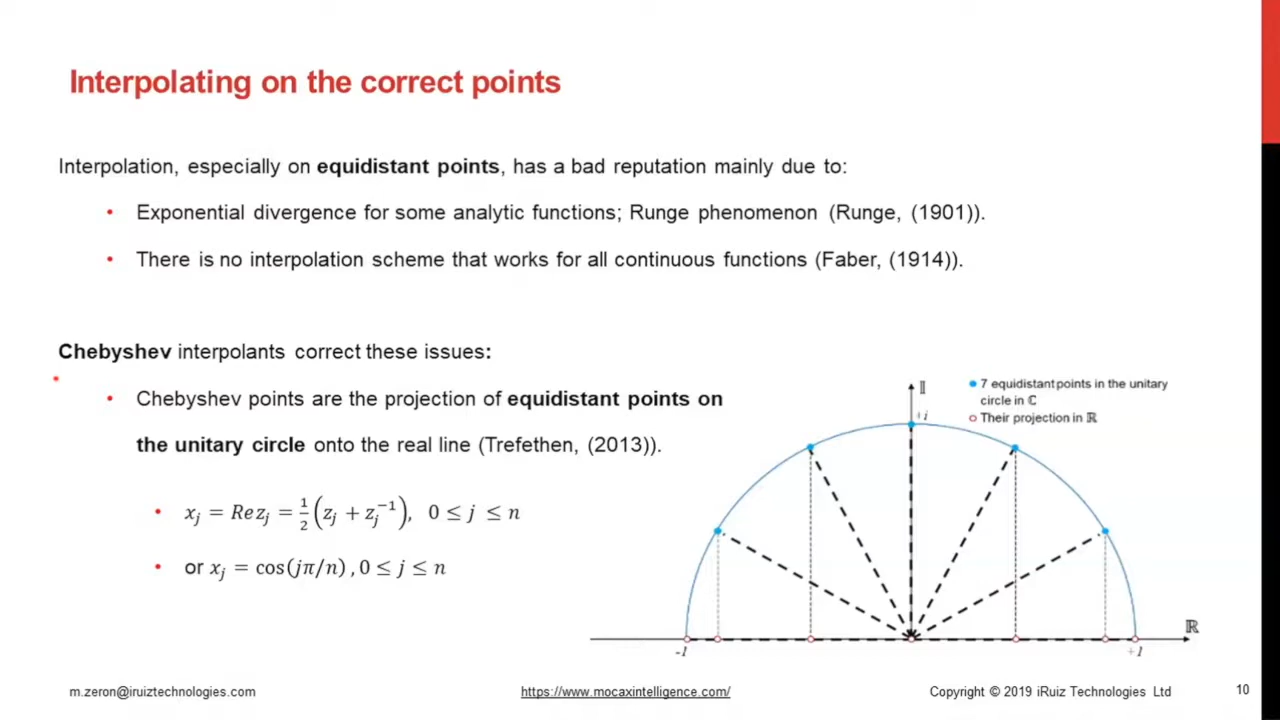 Interpolating on the correct points
Interpolation, especially on equidistant points, has a bad reputation mainly due to:
• Exponential divergence for some analytic functions; Runge phenomenon (Runge, (1901)).
• There is no interpolation scheme that works for all continuous functions (Faber, (1914)).
Chebyshev interpolants correct these issues:
• Chebyshev points are the projection of equidistant points on
the unitary circle onto the real line (Trefethen, (2013)).
• xⱼ = Re zⱼ = ½(zⱼ + zⱼ⁻¹), 0 ≤ j ≤ n
• or xⱼ = cos(jπ/n), 0 ≤ j ≤ n
𝕀
+i
7 equidistant points in the unitary
circle in ℂ
Their projection in ℝ
ℝ
-1
+1
m.zeron@iruiztechnologies.com
https://www.mocaxintelligence.com/
Copyright © 2019 iRuiz Technologies Ltd
10